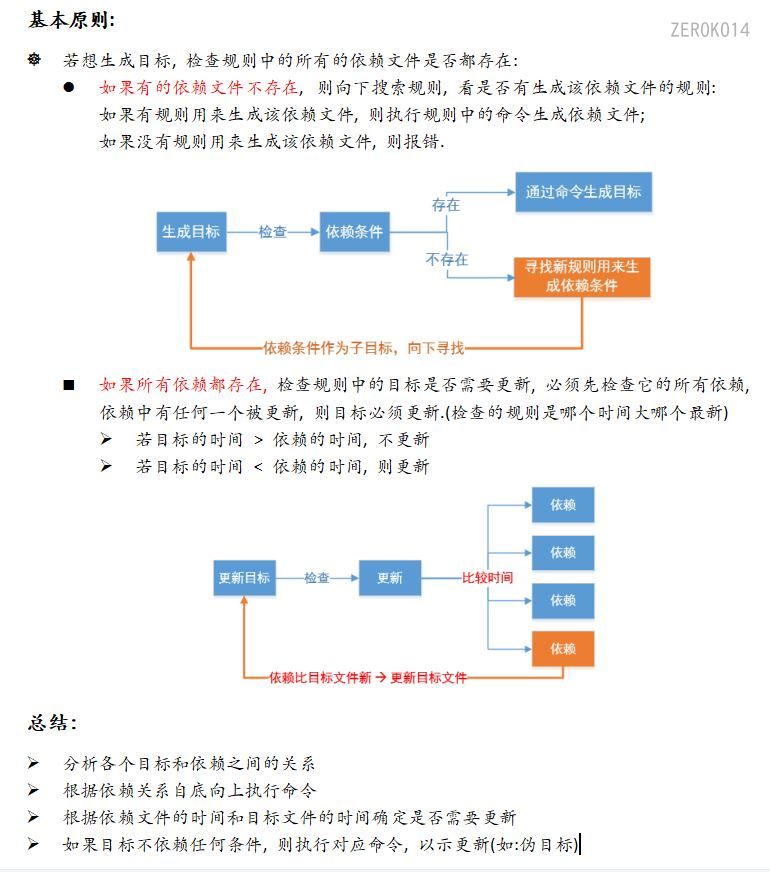 基本原则:
ZEROK014
若想生成目标, 检查规则中的所有的依赖文件是否都存在:
如果有的依赖文件不存在, 则向下搜索规则, 看是否有生成该依赖文件的规则:
如果有规则用来生成该依赖文件, 则执行规则中的命令生成依赖文件;
如果没有规则用来生成该依赖文件, 则报错.
通过命令生成目标
存在
生成目标
检查
依赖条件
不存在
寻找新规则用来生
成依赖条件
依赖条件作为子目标，向下寻找
如果所有依赖都存在, 检查规则中的目标是否需要更新, 必须先检查它的所有依赖,
依赖中有任何一个被更新, 则目标必须更新.(检查的规则是哪个时间大哪个最新)
若目标的时间 > 依赖的时间, 不更新
若目标的时间 < 依赖的时间, 则更新
依赖
依赖
更新目标
检查
更新
比较时间
依赖
依赖
依赖比目标文件新→更新目标文件
总结:
分析各个目标和依赖之间的关系
根据依赖关系自底向上执行命令
根据依赖文件的时间和目标文件的时间确定是否需要更新
如果目标不依赖任何条件, 则执行对应命令, 以示更新(如:伪目标)